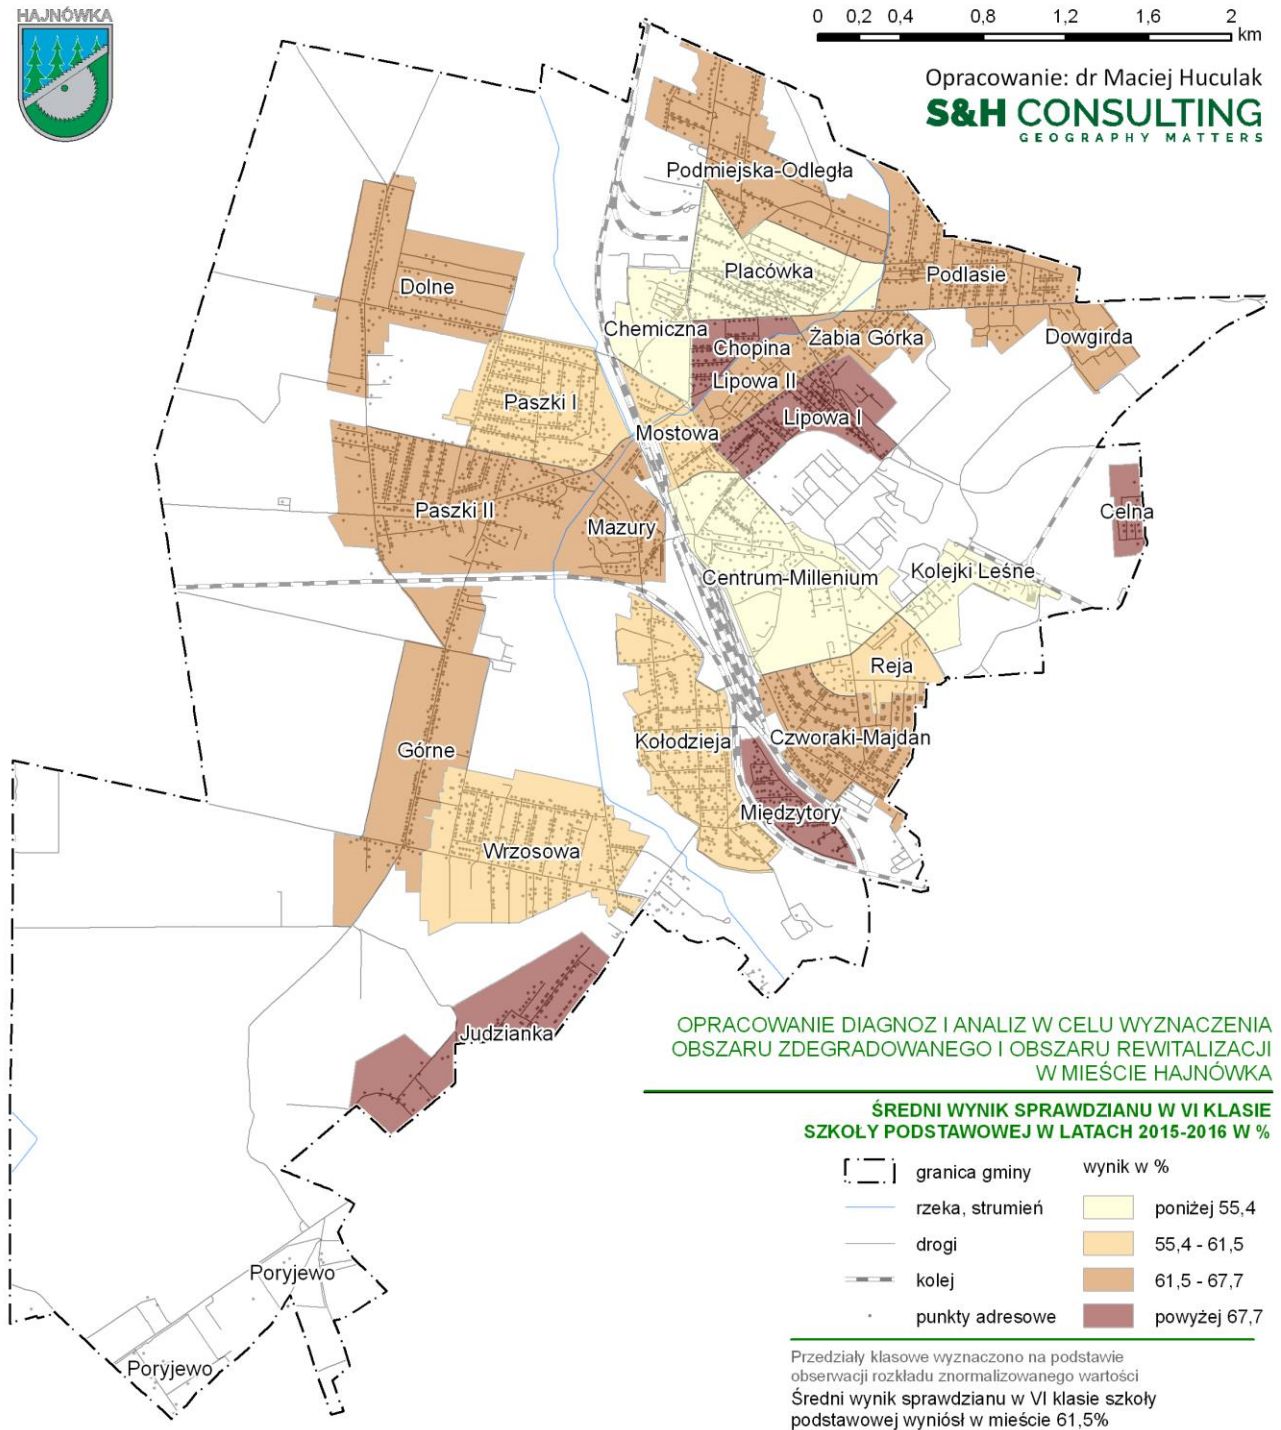 HAJNÓWKA
0 0,2 0,4 0,8 1,2 1,6 2
km
Opracowanie: dr Maciej Huculak
S&H CONSULTING
GEOGRAPHY MATTERS
Podmiejska-Odległa
Placówka
Podlasie
Dolne
Chemiczna
Żabia Górka
Dowgirda
Chopina
Lipowa II
Paszki I
Lipowa I
Mostowa
Paszki II
Celna
Mazury
Centrum-Millenium
Kolejki Leśne
Reja
Górne
Kołodzieja
Czworaki-Majdan
Międzytory
Wrzosowa
Judzianka
Poryjewo
Poryjewo
OPRACOWANIE DIAGNOZ I ANALIZ W CELU WYZNACZENIA
OBSZARU ZDEGRADOWANEGO I OBSZARU REWITALIZACJI
W MIEŚCIE HAJNÓWKA
ŚREDNI WYNIK SPRAWDZIANU W VI KLASIE
SZKOŁY PODSTAWOWEJ W LATACH 2015-2016 W %
granica gminy
rzeka, strumień
drogi
kolej
punkty adresowe
wynik w %
poniżej 55,4
55,4 - 61,5
61,5 - 67,7
powyżej 67,7
Przedziały klasowe wyznaczono na podstawie
obserwacji rozkładu znormalizowanego wartości
Średni wynik sprawdzianu w VI klasie szkoły
podstawowej wyniósł w mieście 61,5%